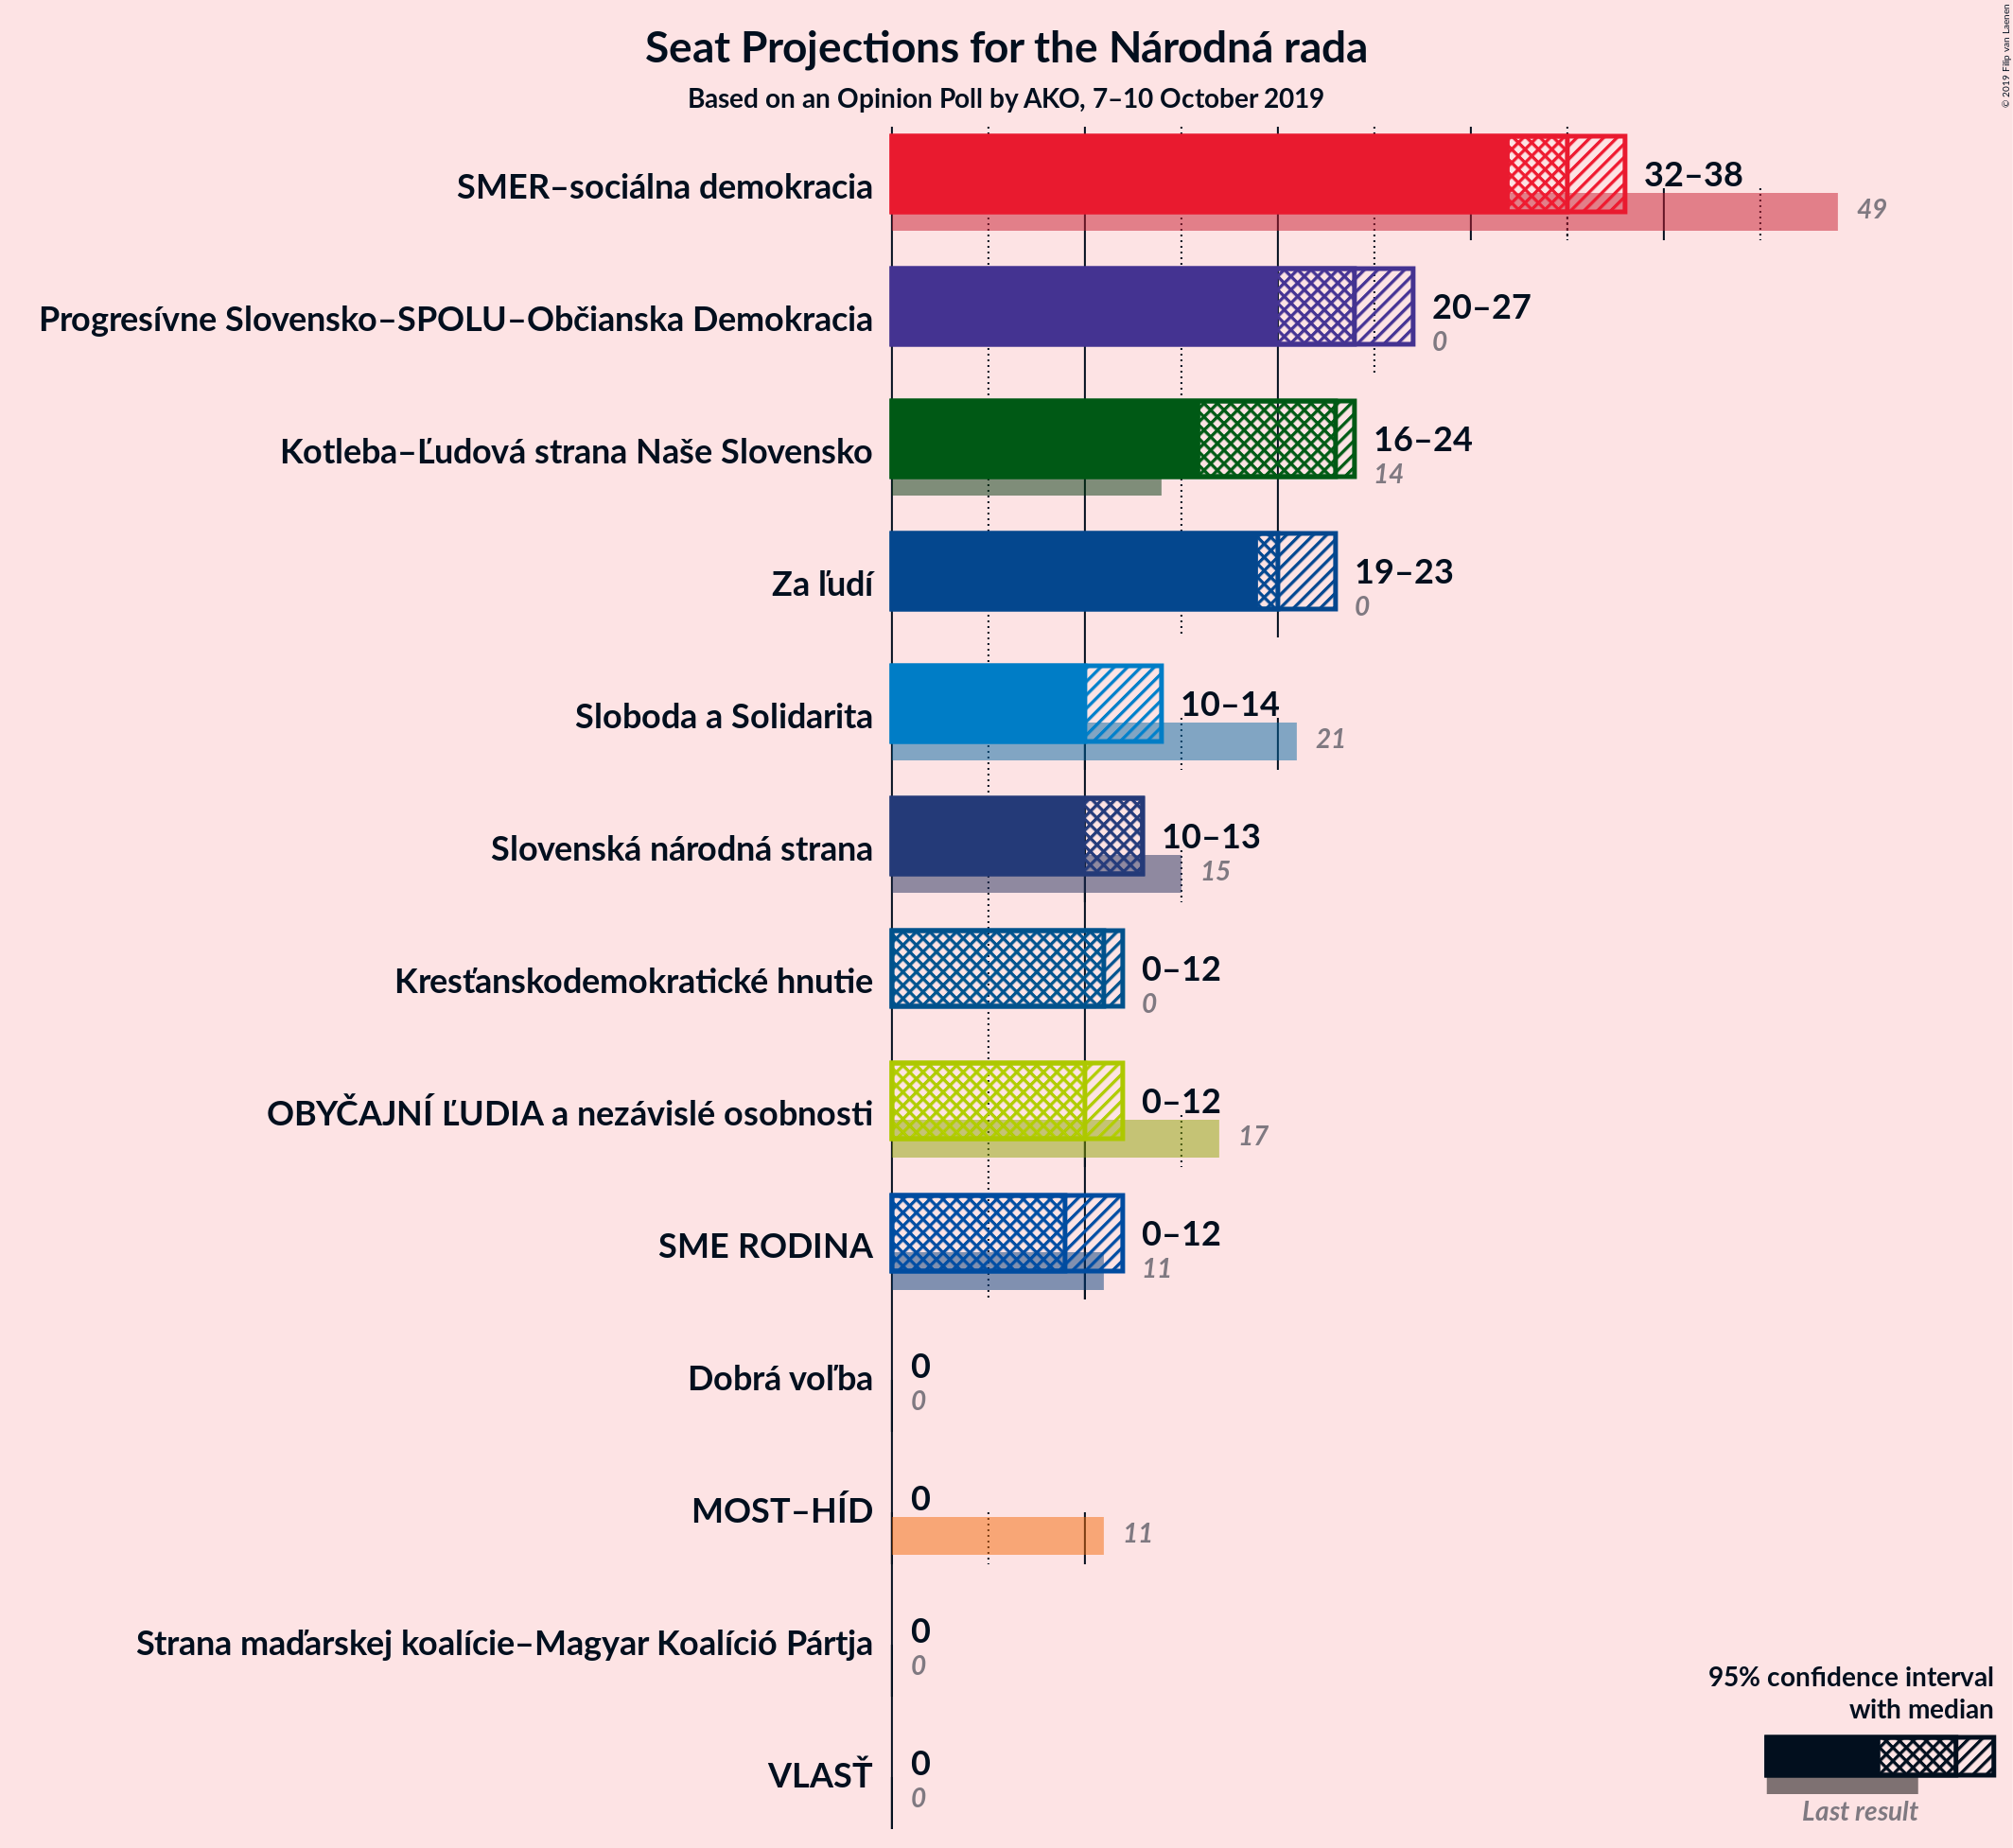 Seat Projections for the Národná rada
Based on an Opinion Poll by AKO, 7–10 October 2019
© 2019 Filip van Laenen
SMER–sociálna demokracia
32–38
49
Progresívne Slovensko–SPOLU–Občianska Demokracia
20–27
0
Kotleba–Ľudová strana Naše Slovensko
16–24
14
Za ľudí
19–23
0
Sloboda a Solidarita
10–14
21
Slovenská národná strana
10–13
15
Kresťanskodemokratické hnutie
0–12
0
OBYČAJNÍ ĽUDIA a nezávislé osobnosti
0–12
17
SME RODINA
0–12
11
Dobrá voľba
0
0
MOST–HÍD
0
11
Strana maďarskej koalície–Magyar Koalíció Pártja
0
0
VLASŤ
0
0
95% confidence interval
with median
Last result